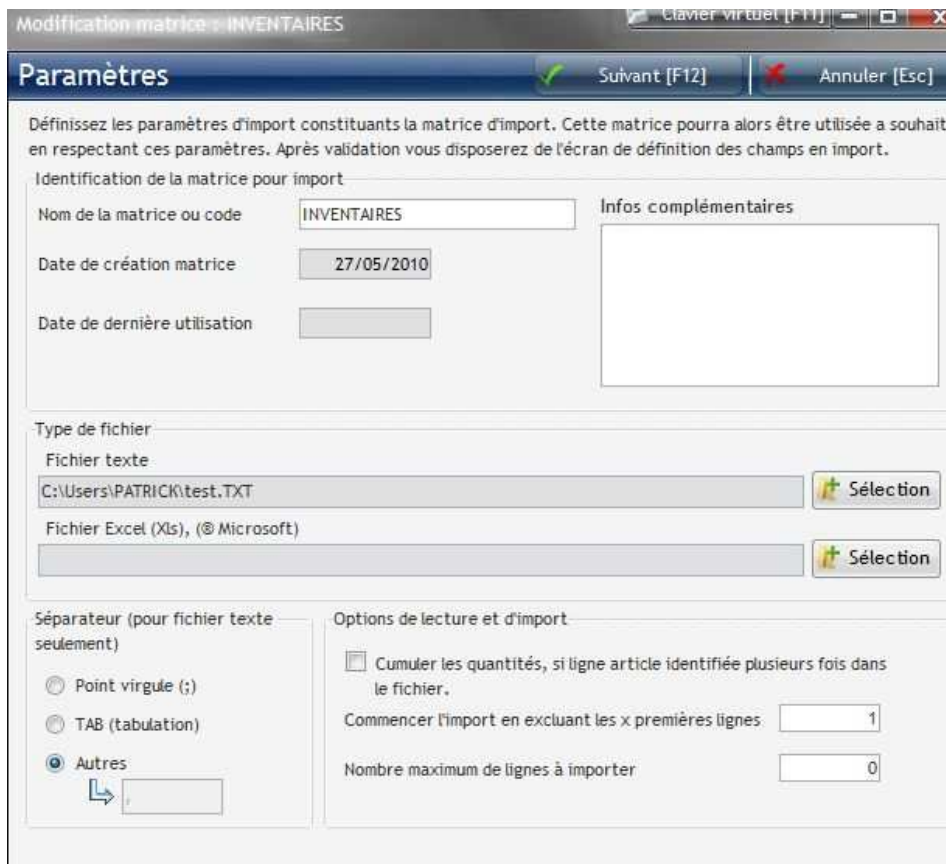 Modification matrice : INVENTAIRES
Clavier virtuel [F11]
Paramètres
Suivant [F12]
Annuler [Esc]
Définissez les paramètres d'import constituants la matrice d'import. Cette matrice pourra alors être utilisée a souhait
en respectant ces paramètres. Après validation vous disposerez de l'écran de définition des champs en import.
Identification de la matrice pour import
Nom de la matrice ou code
INVENTAIRES
Infos complémentaires
Date de création matrice
27/05/2010
Date de dernière utilisation
Type de fichier
Fichier texte
C:\Users\PATRICK\test.TXT
Sélection
Fichier Excel (Xls), (® Microsoft)
Sélection
Séparateur (pour fichier texte
seulement)
Point virgule (;)
TAB (tabulation)
Autres
,
Options de lecture et d'import
Cumuler les quantités, si ligne article identifiée plusieurs fois dans
le fichier.
Commencer l'import en excluant les x premières lignes
1
Nombre maximum de lignes à importer
0